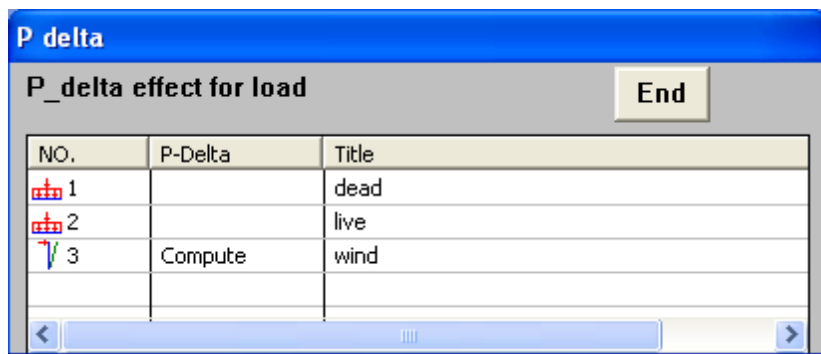 P delta
P_delta effect for load
End
NO. P-Delta Title
1 dead
2 live
3 Compute wind